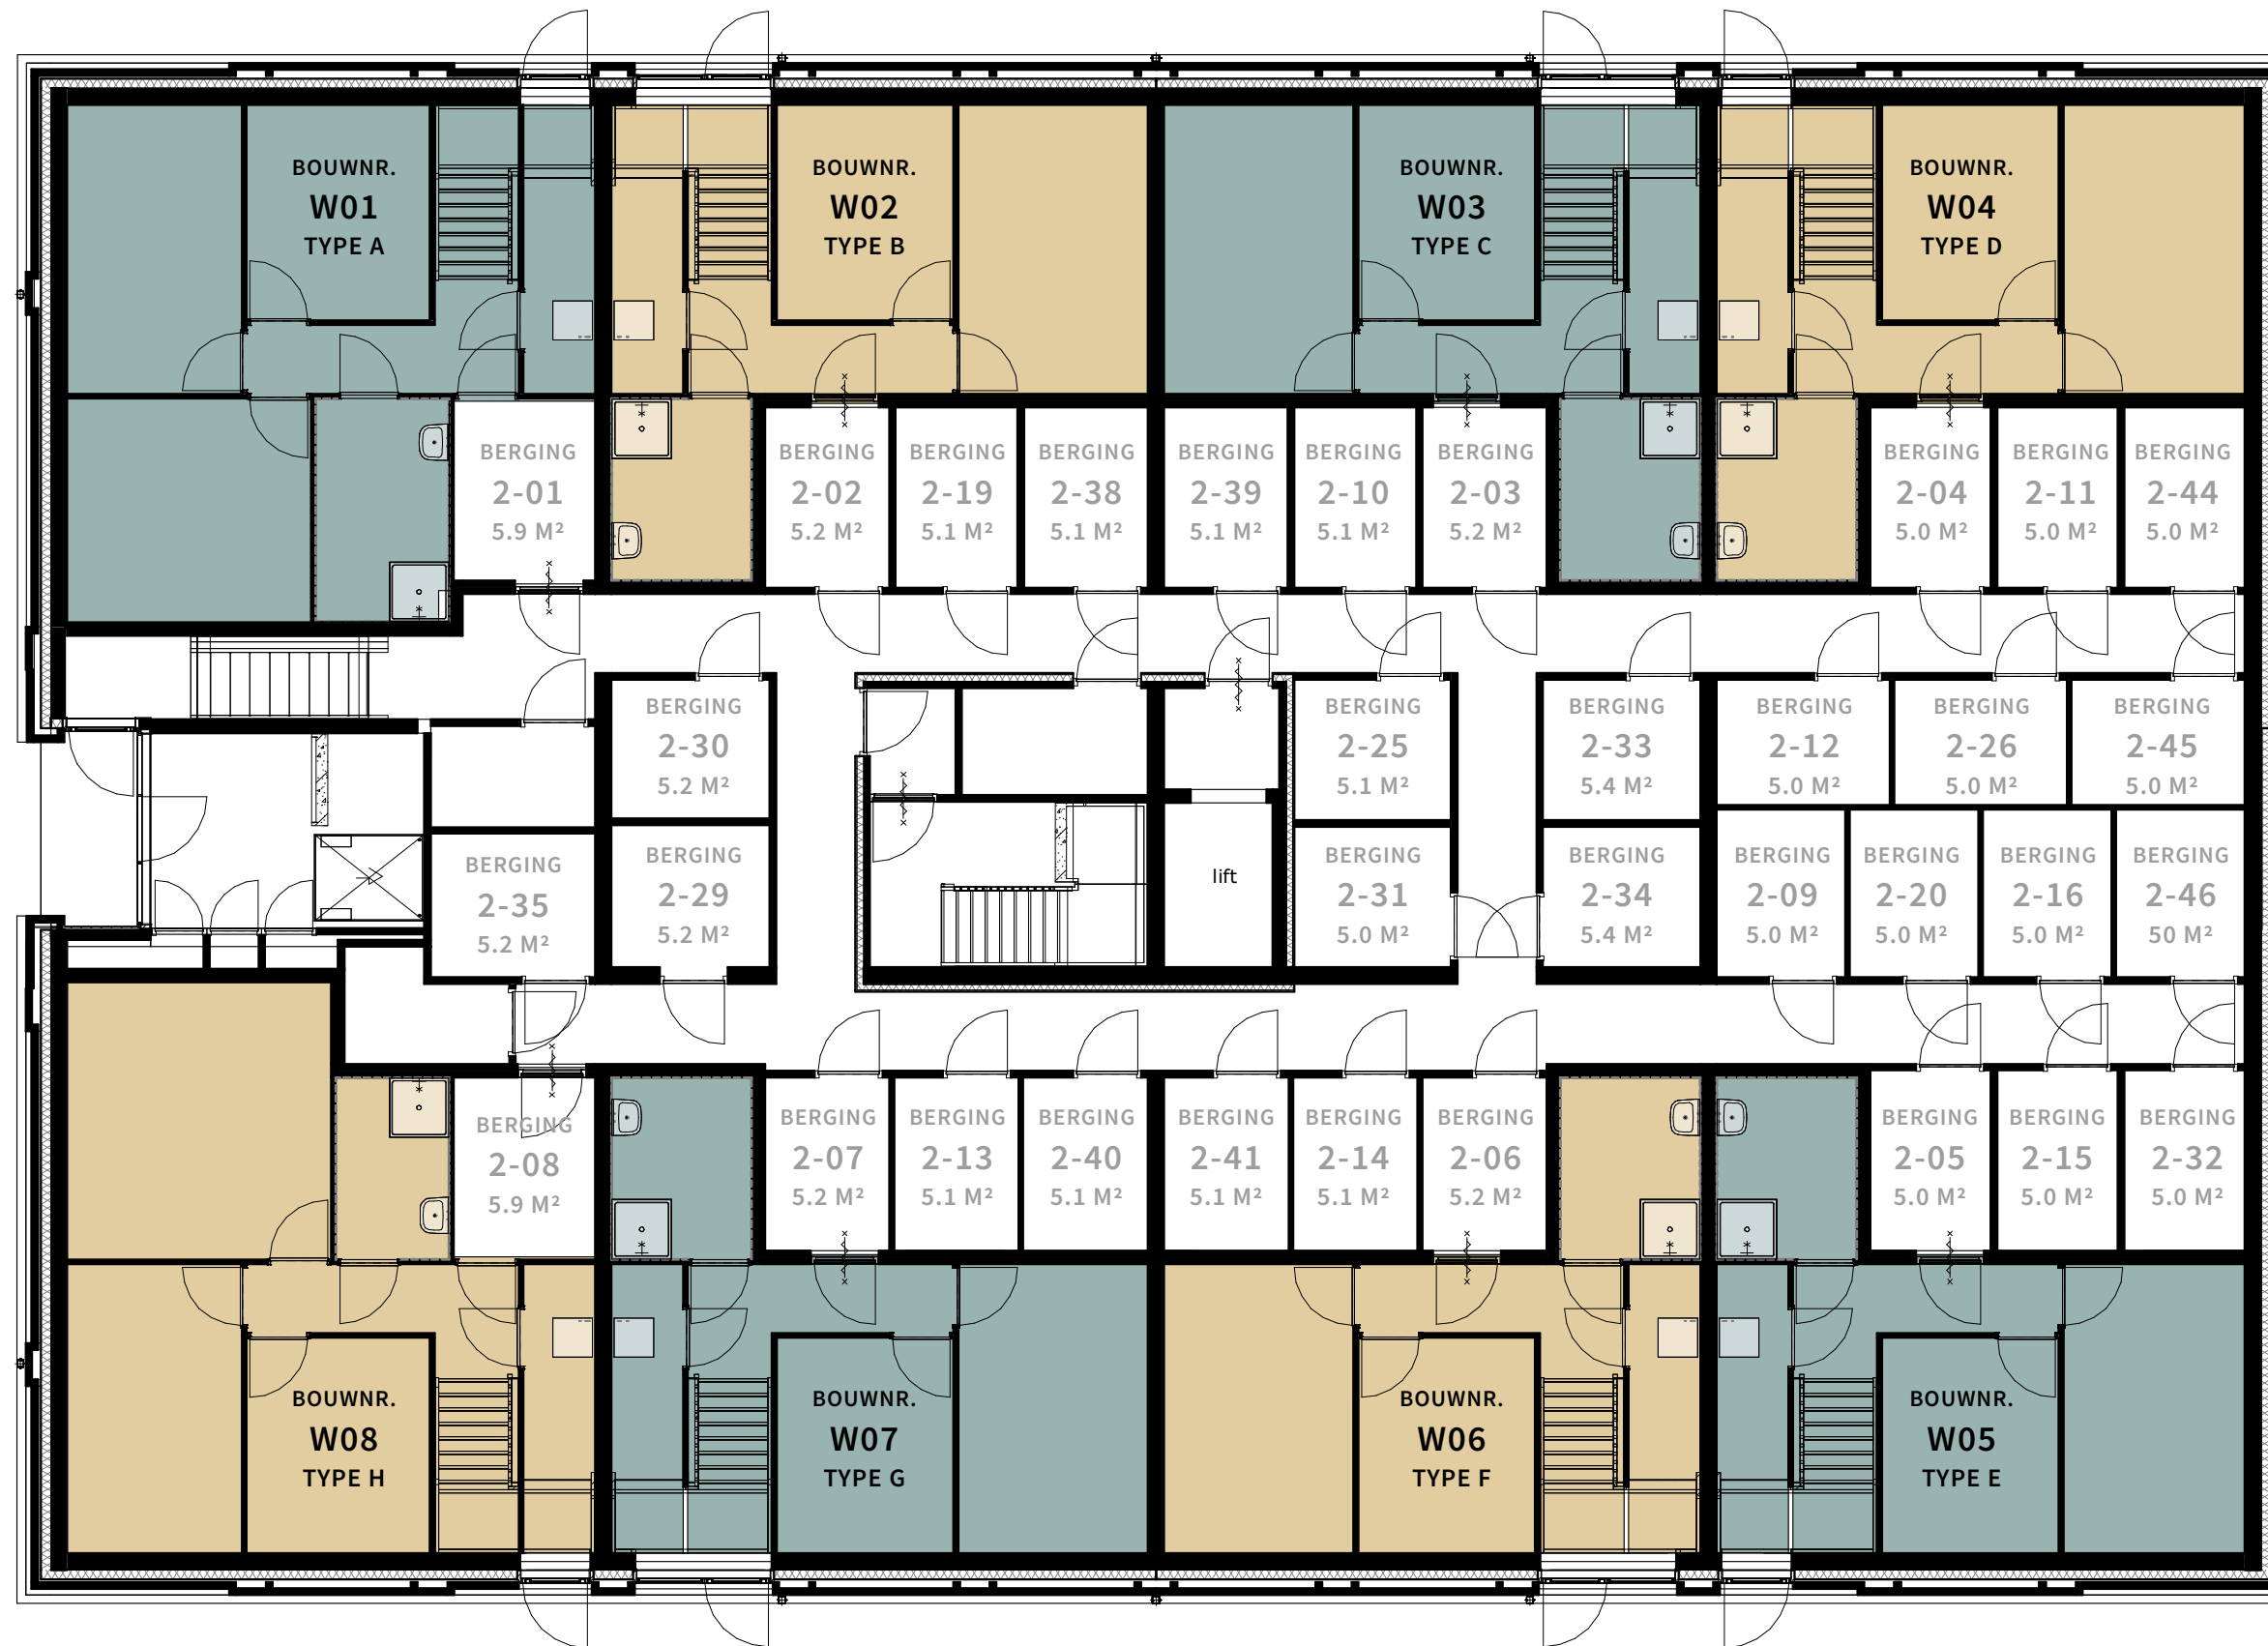 BOUWNR.
W01
TYPE A
BOUWNR.
W02
TYPE B
BOUWNR.
W03
TYPE C
BOUWNR.
W04
TYPE D
BERGING
2-01
5.9 M²
BERGING
2-02
5.2 M²
BERGING
2-19
5.1 M²
BERGING
2-38
5.1 M²
BERGING
2-39
5.1 M²
BERGING
2-10
5.1 M²
BERGING
2-03
5.2 M²
BERGING
2-04
5.0 M²
BERGING
2-11
5.0 M²
BERGING
2-44
5.0 M²
BERGING
2-30
5.2 M²
BERGING
2-25
5.1 M²
BERGING
2-33
5.4 M²
BERGING
2-12
5.0 M²
BERGING
2-26
5.0 M²
BERGING
2-45
5.0 M²
BERGING
2-35
5.2 M²
BERGING
2-29
5.2 M²
lift
BERGING
2-31
5.0 M²
BERGING
2-34
5.4 M²
BERGING
2-09
5.0 M²
BERGING
2-20
5.0 M²
BERGING
2-16
5.0 M²
BERGING
2-46
50 M²
BERGING
2-08
5.9 M²
BERGING
2-07
5.2 M²
BERGING
2-13
5.1 M²
BERGING
2-40
5.1 M²
BERGING
2-41
5.1 M²
BERGING
2-14
5.1 M²
BERGING
2-06
5.2 M²
BERGING
2-05
5.0 M²
BERGING
2-15
5.0 M²
BERGING
2-32
5.0 M²
BOUWNR.
W08
TYPE H
BOUWNR.
W07
TYPE G
BOUWNR.
W06
TYPE F
BOUWNR.
W05
TYPE E